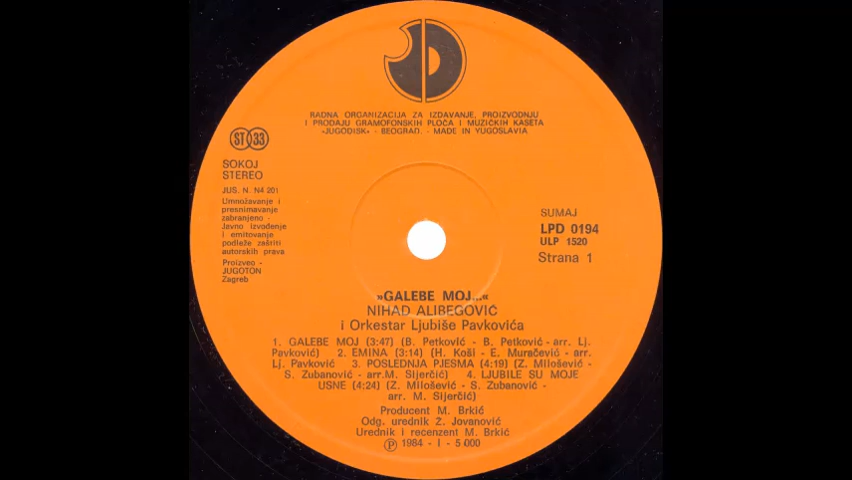 RADNA ORGANIZACIJA ZA IZDAVANJE, PROIZVODNJU
I PRODAJU GRAMOFONSKIH PLOČA I MUZIČKIH KASETA
»JUGODISK« - BEOGRAD. - MADE IN YUGOSLAVIA
ST 33
SOKOJ
STEREO
JUS. N. N4 201
Umnožavanje i
presnimavanje
zabranjeno -
Javno izvođenje
i emitovanje
podleže zaštiti
autorskih prava
Proizveo -
JUGOTON
Zagreb
SUMAJ
LPD 0194
ULP 1520
Strana 1
»GALEBE MOJ...«
NIHAD ALIBEGOVIĆ
i Orkestar Ljubiše Pavkovića
1. GALEBE MOJ (3:47) (B. Petković - B. Petković - arr. Lj.
Pavković) 2. EMINA (3:14) (H. Koši - E. Muračević - arr.
Lj. Pavković 3. POSLEDNJA PJESMA (4:19) (Z. Milošević -
S. Zubanović - arr.M. Sijerčić) 4. LJUBILE SU MOJE
USNE (4:24) (Z. Milošević - S. Zubanović -
arr. M. Sijerčić)
Producent M. Brkić
Odg. urednik Ž. Jovanović
Urednik i recenzent M. Brkić
Ⓟ 1984 - I - 5 000